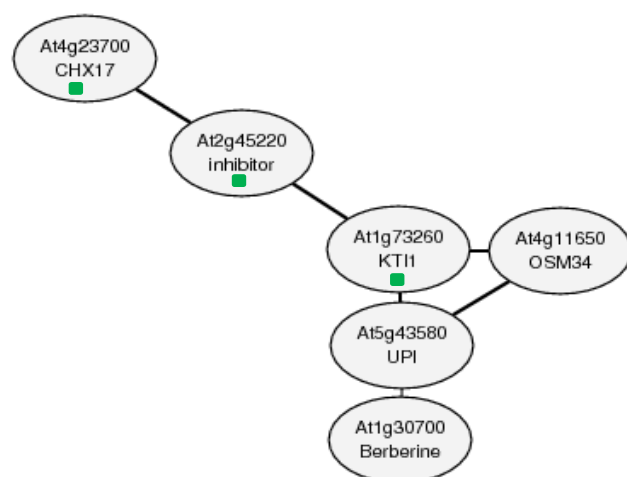 At4g23700
CHX17
At2g45220
inhibitor
At1g73260
KTI1
At4g11650
OSM34
At5g43580
UPI
At1g30700
Berberine